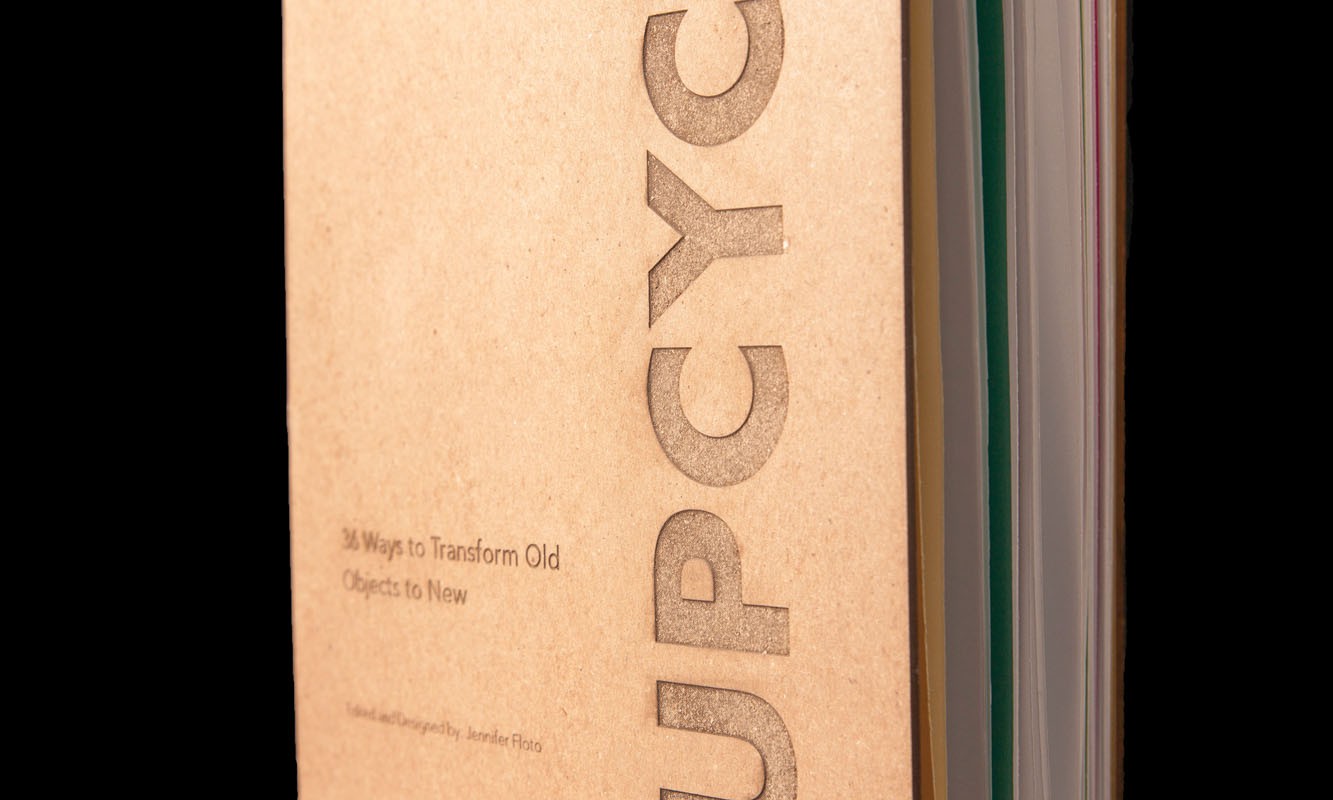 UPCYC
36 Ways to Transform Old
Objects to New
Edited and Designed by: Jennifer Floto